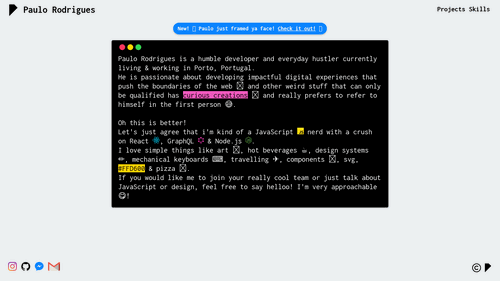 Paulo Rodrigues
Projects Skills
New! Paulo just framed ya face! Check it out!
Paulo Rodrigues is a humble developer and everyday hustler currently
living & working in Porto, Portugal.
He is passionate about developing impactful digital experiences that
push the boundaries of the web and other weird stuff that can only
be qualified has curious creations and really prefers to refer to
himself in the first person 😅.
Oh this is better!
Let's just agree that i'm kind of a JavaScript JS nerd with a crush
on React, GraphQL & Node.js.
I love simple things like art, hot beverages ☕, design systems
✏, mechanical keyboards ⌨, travelling ✈, components, svg,
#FFD600 & pizza.
If you would like me to join your really cool team or just talk about
JavaScript or design, feel free to say helloo! I'm very approachable
😋!
©